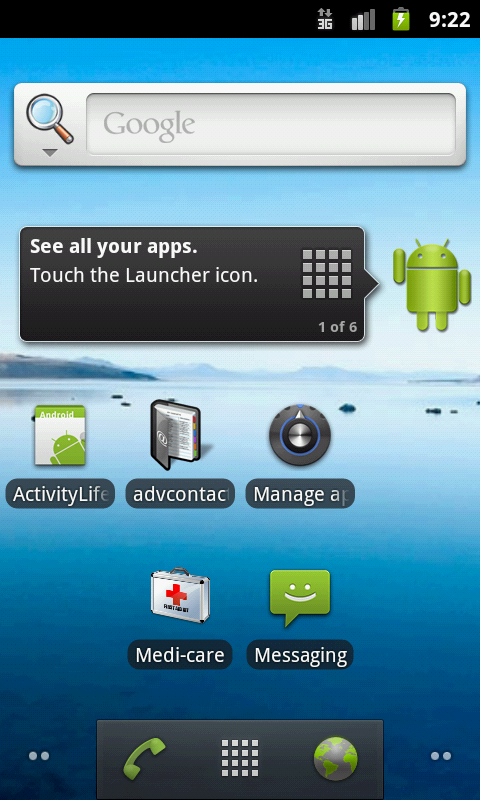 3G 9:22
Google
See all your apps.
Touch the Launcher icon.
1 of 6
Android
ActivityLife
advcontac
Manage ap
FIRST AID KIT
Medi-care
Messaging